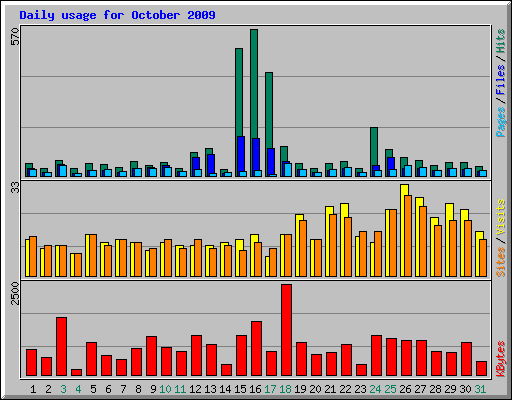 Daily usage for October 2009
570
33
2500
Pages / Files / Hits
Sites / Visits
KBytes
1 2 3 4 5 6 7 8 9 10 11 12 13 14 15 16 17 18 19 20 21 22 23 24 25 26 27 28 29 30 31